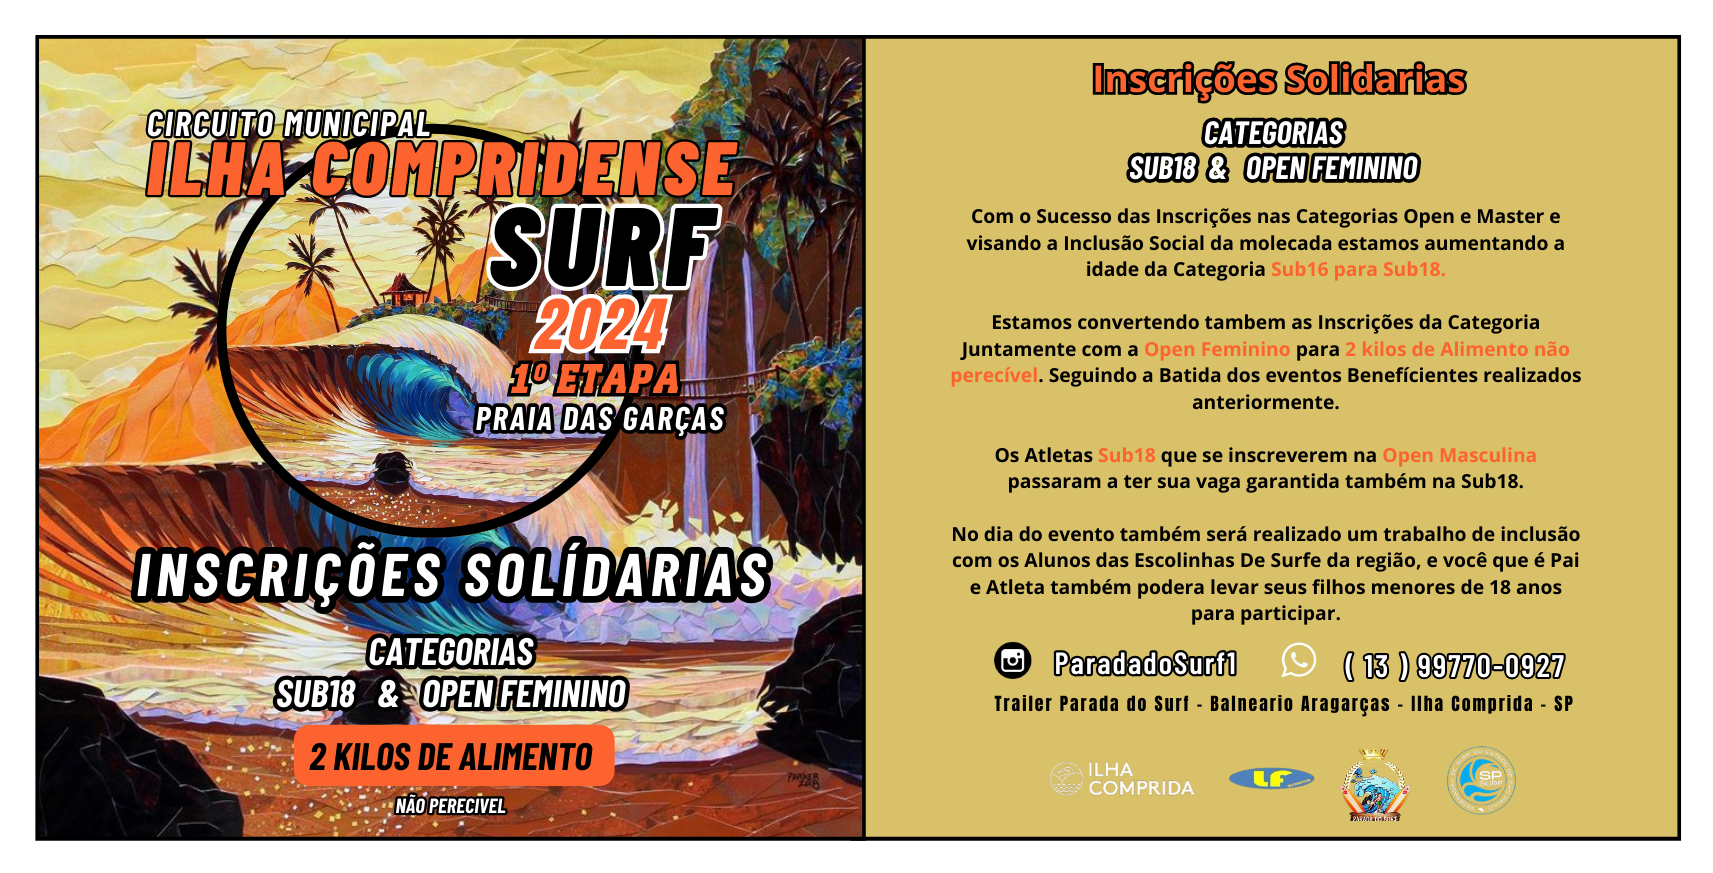 CIRCUITO MUNICIPAL
ILHA COMPRIDENSE
SURF
2024
1º ETAPA
PRAIA DAS GARÇAS
INSCRIÇÕES SOLÍDARIAS
CATEGORIAS
SUB18 & OPEN FEMININO
2 KILOS DE ALIMENTO
NÃO PERECIVEL
PARKER
2018
Inscrições Solidarias
CATEGORIAS
SUB18 & OPEN FEMININO
Com o Sucesso das Inscrições nas Categorias Open e Master e
visando a Inclusão Social da molecada estamos aumentando a
idade da Categoria Sub16 para Sub18.
Estamos convertendo tambem as Inscrições da Categoria
Juntamente com a Open Feminino para 2 kilos de Alimento não
perecível. Seguindo a Batida dos eventos Benefícientes realizados
anteriormente.
Os Atletas Sub18 que se inscreverem na Open Masculina
passaram a ter sua vaga garantida também na Sub18.
No dia do evento também será realizado um trabalho de inclusão
com os Alunos das Escolinhas De Surfe da região, e você que é Pai
e Atleta também podera levar seus filhos menores de 18 anos
para participar.
ParadadoSurf1 ( 13 ) 99770-0927
Trailer Parada do Surf - Balneario Aragarças - Ilha Comprida - SP
ILHA
COMPRIDA
LF
PARADA DO SURF
SP
SURF